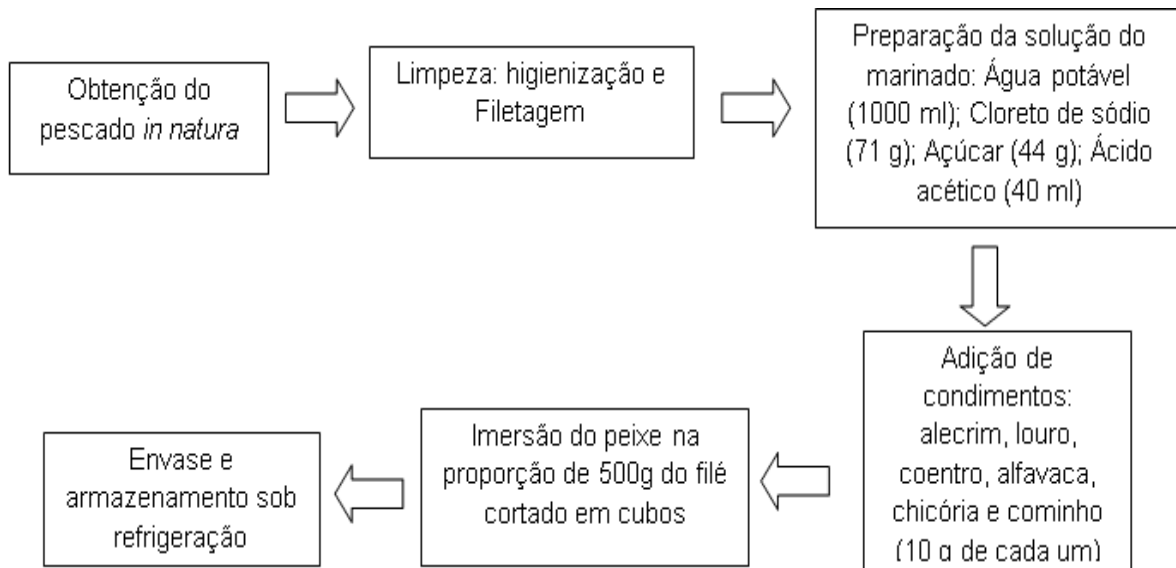 Obtenção do
pescado in natura
Limpeza: higienização e
Filetagem
Preparação da solução do
marinado: Água potável
(1000 ml); Cloreto de sódio
(71 g); Açúcar (44 g); Ácido
acético (40 ml)
Adição de
condimentos:
alecrim, louro,
coentro, alfavaca,
chicória e cominho
(10 g de cada um)
Imersão do peixe na
proporção de 500g do filé
cortado em cubos
Envase e
armazenamento sob
refrigeração